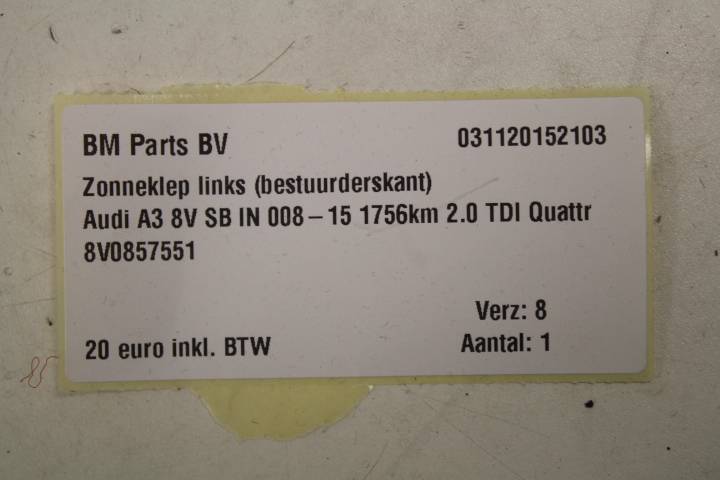 BM Parts BV 031120152103
Zonneklep links (bestuurderskant)
Audi A3 8V SB IN 008-15 1756km 2.0 TDI Quattr
8V0857551
Verz: 8
20 euro inkl. BTW Aantal: 1